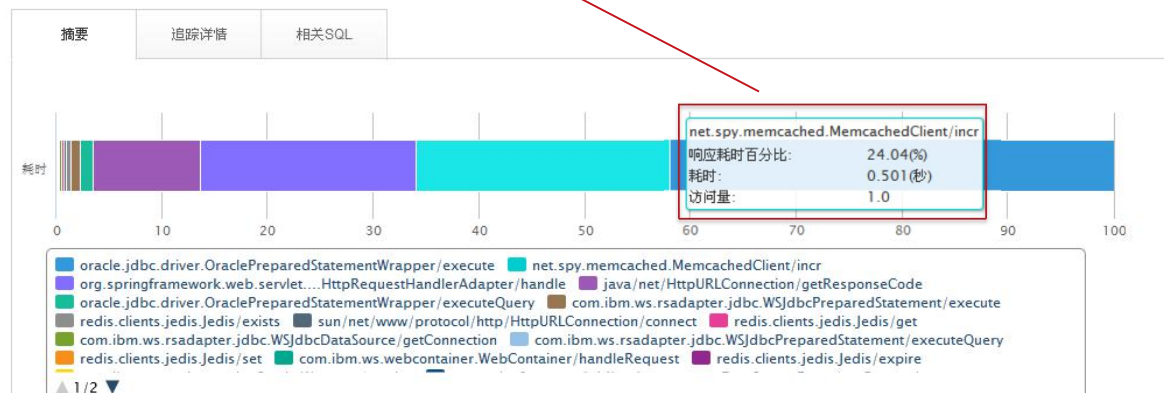 摘要 追踪详情 相关SQL
net.spy.memcached.MemcachedClient/incr
响应耗时百分比: 24.04(%)
耗时: 0.501(秒)
访问量: 1.0
耗时
0 10 20 30 40 50 60 70 80 90 100
oracle.jdbc.driver.OraclePreparedStatementWrapper/execute net.spy.memcached.MemcachedClient/incr
org.springframework.web.servlet....HttpRequestHandlerAdapter/handle java/net/HttpURLConnection/getResponseCode
oracle.jdbc.driver.OraclePreparedStatementWrapper/executeQuery com.ibm.ws.rsadapter.jdbc.WSJdbcPreparedStatement/execute
redis.clients.jedis.Jedis/exists sun/net/www/protocol/http/HttpURLConnection/connect redis.clients.jedis.Jedis/get
com.ibm.ws.rsadapter.jdbc.WSJdbcDataSource/getConnection com.ibm.ws.rsadapter.jdbc.WSJdbcPreparedStatement/executeQuery
redis.clients.jedis.Jedis/set com.ibm.ws.webcontainer.WebContainer/handleRequest redis.clients.jedis.Jedis/expire
1/2